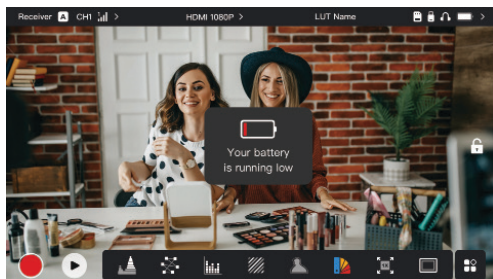 Receiver A CH1 > HDMI 1080P > LUT Name >
Your battery
is running low